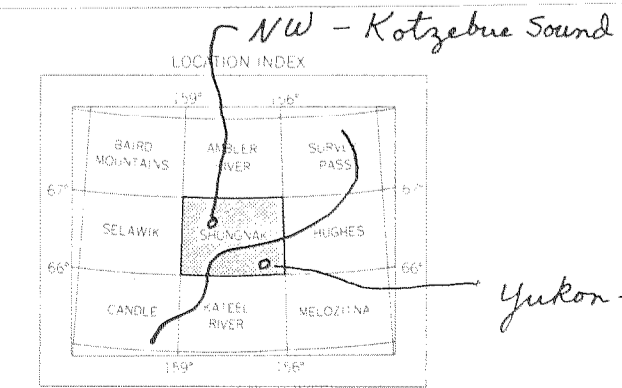 NW - Kotzebue Sound
LOCATION INDEX
159° 156°
BAIRD MOUNTAINS AMBLER RIVER SURVEY PASS
67° 67°
SELAWIK SHUNGNAK HUGHES
66° 66°
CANDLE KATEEL RIVER MELOZITNA
Yukon -
159° 156°